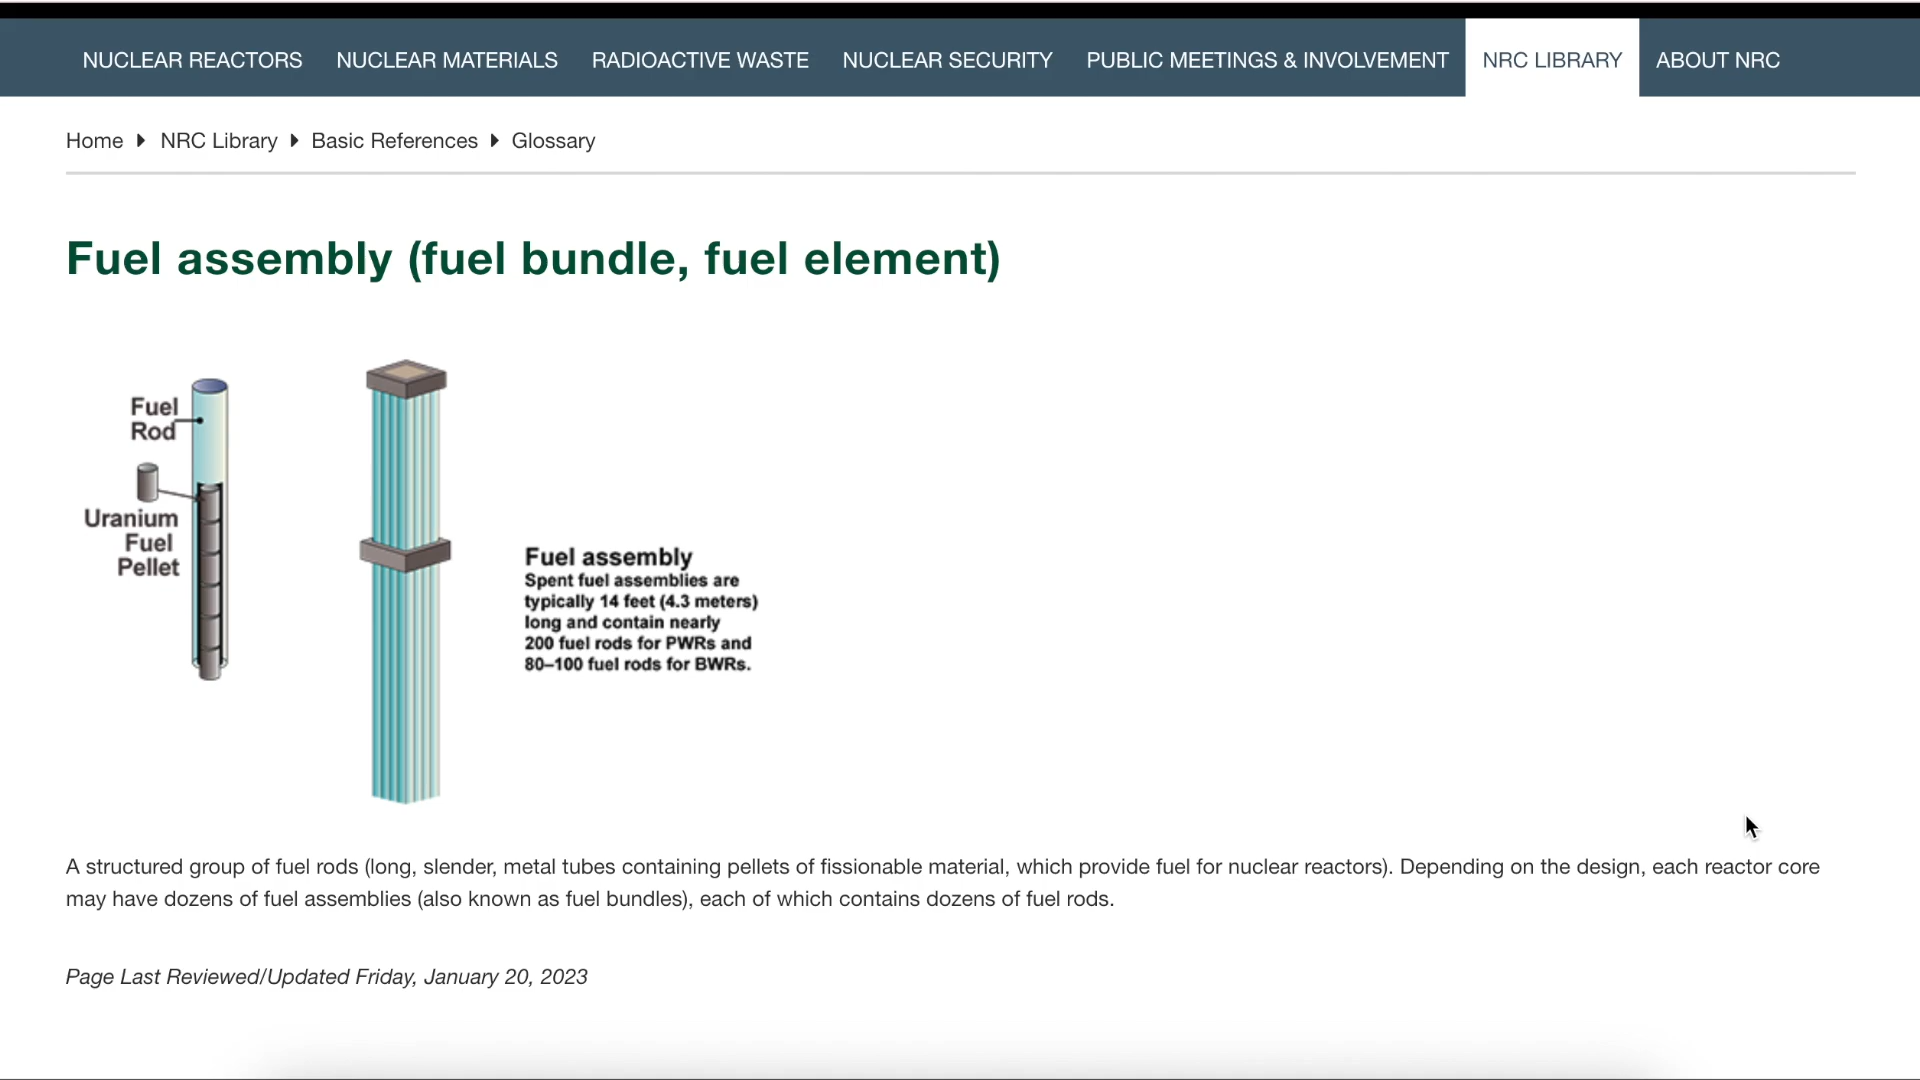 NUCLEAR REACTORS NUCLEAR MATERIALS RADIOACTIVE WASTE NUCLEAR SECURITY PUBLIC MEETINGS & INVOLVEMENT NRC LIBRARY ABOUT NRC
Home NRC Library Basic References Glossary
Fuel assembly (fuel bundle, fuel element)
Fuel
Rod
Uranium
Fuel
Pellet
Fuel assembly
Spent fuel assemblies are
typically 14 feet (4.3 meters)
long and contain nearly
200 fuel rods for PWRs and
80–100 fuel rods for BWRs.
A structured group of fuel rods (long, slender, metal tubes containing pellets of fissionable material, which provide fuel for nuclear reactors). Depending on the design, each reactor core
may have dozens of fuel assemblies (also known as fuel bundles), each of which contains dozens of fuel rods.
Page Last Reviewed/Updated Friday, January 20, 2023